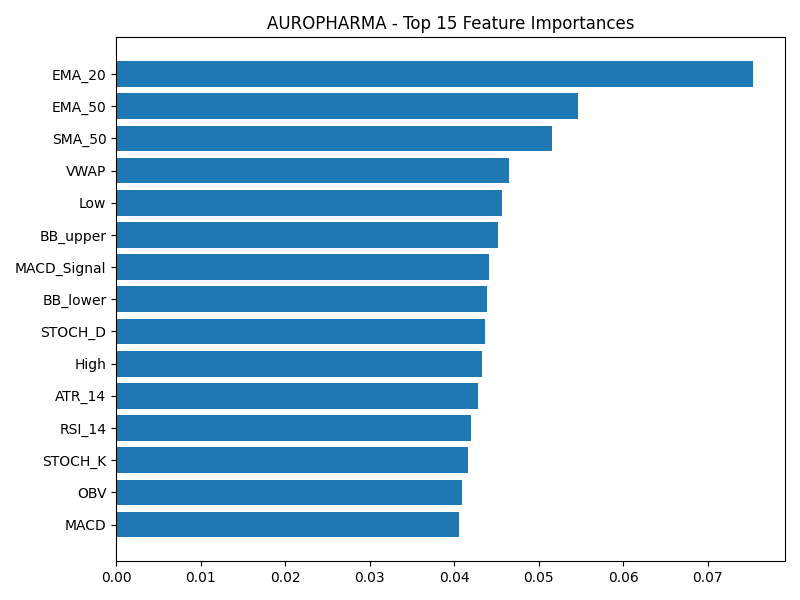 AUROPHARMA - Top 15 Feature Importances
EMA_20
EMA_50
SMA_50
VWAP
Low
BB_upper
MACD_Signal
BB_lower
STOCH_D
High
ATR_14
RSI_14
STOCH_K
OBV
MACD
0.00 0.01 0.02 0.03 0.04 0.05 0.06 0.07